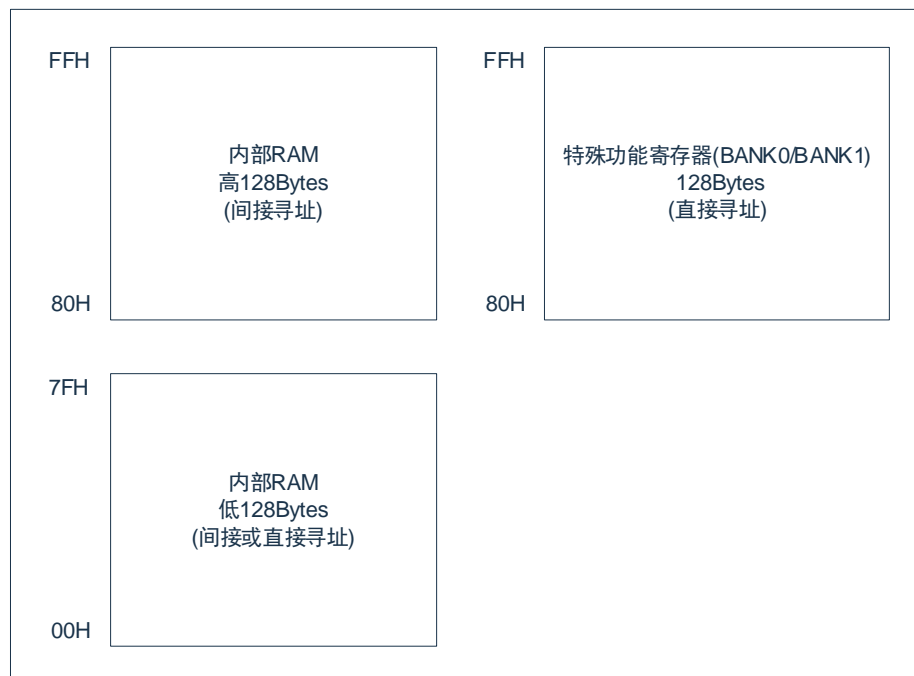 FFH
内部RAM
高128Bytes
(间接寻址)
80H
FFH
特殊功能寄存器(BANK0/BANK1)
128Bytes
(直接寻址)
80H
7FH
内部RAM
低128Bytes
(间接或直接寻址)
00H